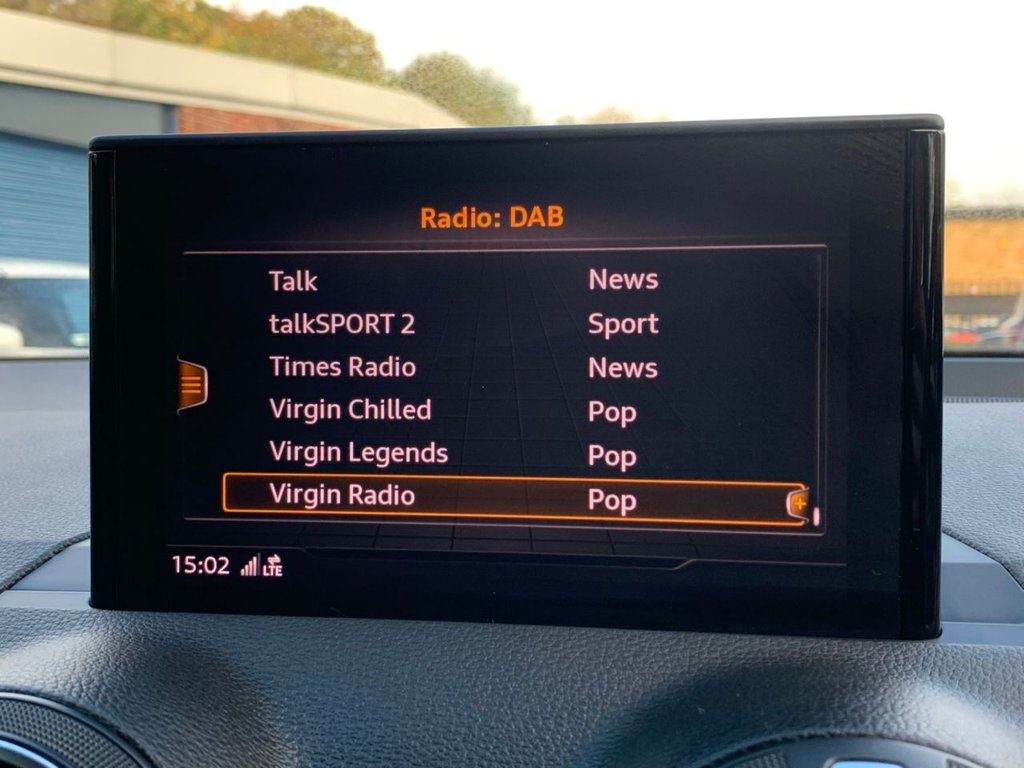 Radio: DAB
Talk News
talkSPORT 2 Sport
Times Radio News
Virgin Chilled Pop
Virgin Legends Pop
Virgin Radio Pop
15:02 LTE